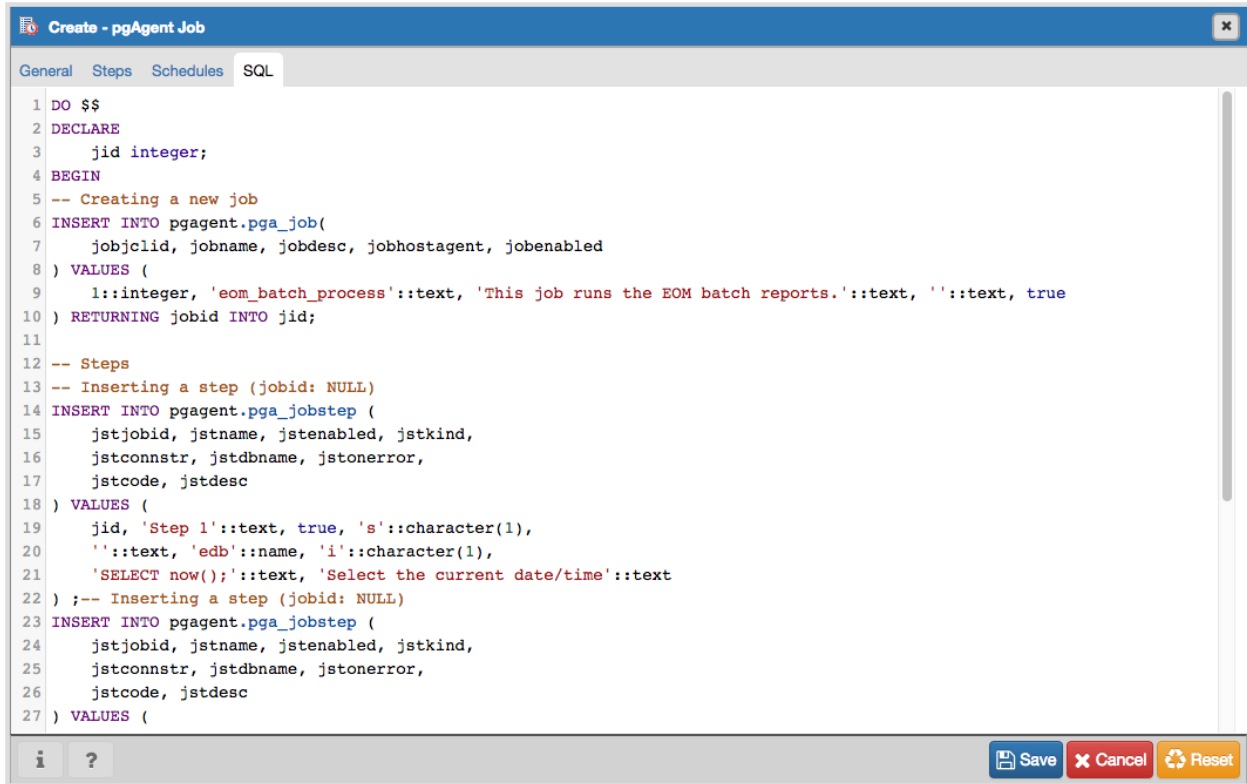 Create - pgAgent Job
General Steps Schedules SQL
1 DO $$
2 DECLARE
3     jid integer;
4 BEGIN
5 -- Creating a new job
6 INSERT INTO pgagent.pga_job(
7     jobjclid, jobname, jobdesc, jobhostagent, jobenabled
8 ) VALUES (
9     1::integer, 'eom_batch_process'::text, 'This job runs the EOM batch reports.'::text, ''::text, true
10 ) RETURNING jobid INTO jid;
11
12 -- Steps
13 -- Inserting a step (jobid: NULL)
14 INSERT INTO pgagent.pga_jobstep (
15     jstjobid, jstname, jstenabled, jstkind,
16     jstconnstr, jstdbname, jstonerror,
17     jstcode, jstdesc
18 ) VALUES (
19     jid, 'Step 1'::text, true, 's'::character(1),
20     ''::text, 'edb'::name, 'i'::character(1),
21     'SELECT now();'::text, 'Select the current date/time'::text
22 ) ;-- Inserting a step (jobid: NULL)
23 INSERT INTO pgagent.pga_jobstep (
24     jstjobid, jstname, jstenabled, jstkind,
25     jstconnstr, jstdbname, jstonerror,
26     jstcode, jstdesc
27 ) VALUES (
i ? Save Cancel Reset